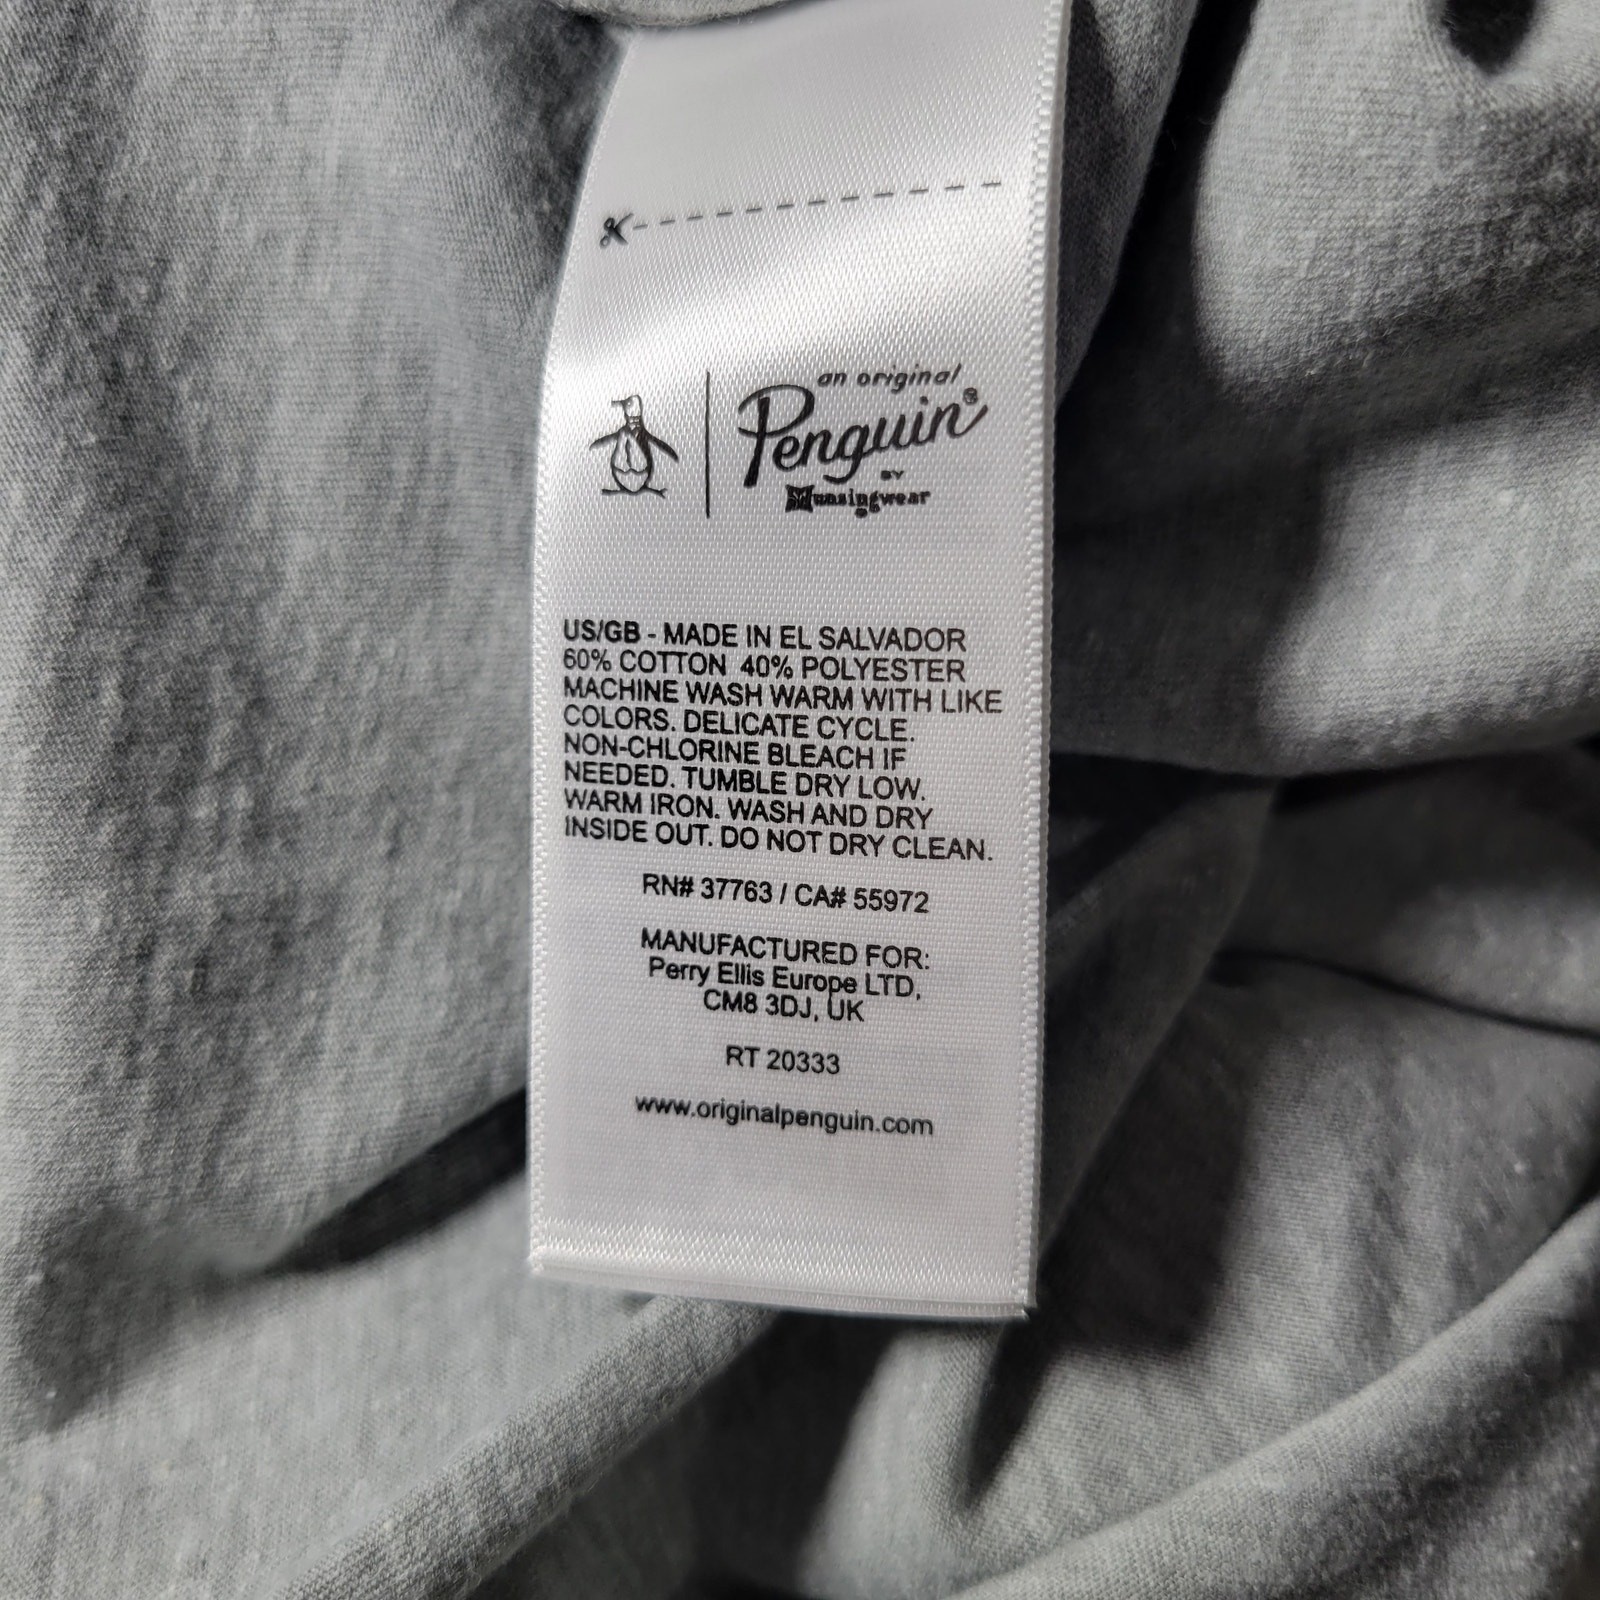 an original
Penguin®
BY
Munsingwear
US/GB - MADE IN EL SALVADOR
60% COTTON 40% POLYESTER
MACHINE WASH WARM WITH LIKE
COLORS. DELICATE CYCLE.
NON-CHLORINE BLEACH IF
NEEDED. TUMBLE DRY LOW.
WARM IRON. WASH AND DRY
INSIDE OUT. DO NOT DRY CLEAN.
RN# 37763 / CA# 55972
MANUFACTURED FOR:
Perry Ellis Europe LTD,
CM8 3DJ, UK
RT 20333
www.originalpenguin.com